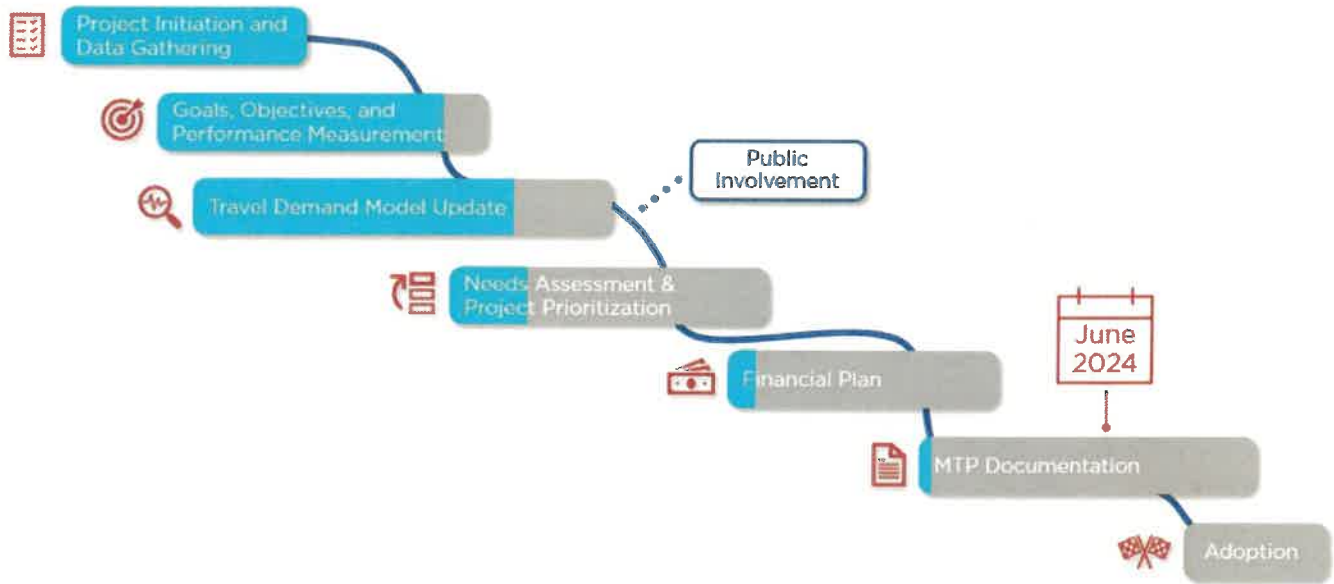 Project Initiation and
Data Gathering
Goals, Objectives, and
Performance Measurement
Public
Involvement
Travel Demand Model Update
Needs Assessment &
Project Prioritization
June
2024
Financial Plan
MTP Documentation
Adoption